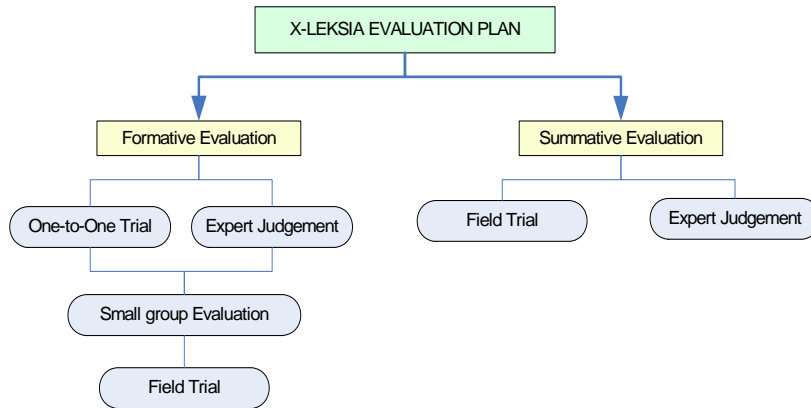 X-LEKSIA EVALUATION PLAN
Formative Evaluation
Summative Evaluation
One-to-One Trial
Expert Judgement
Field Trial
Expert Judgement
Small group Evaluation
Field Trial